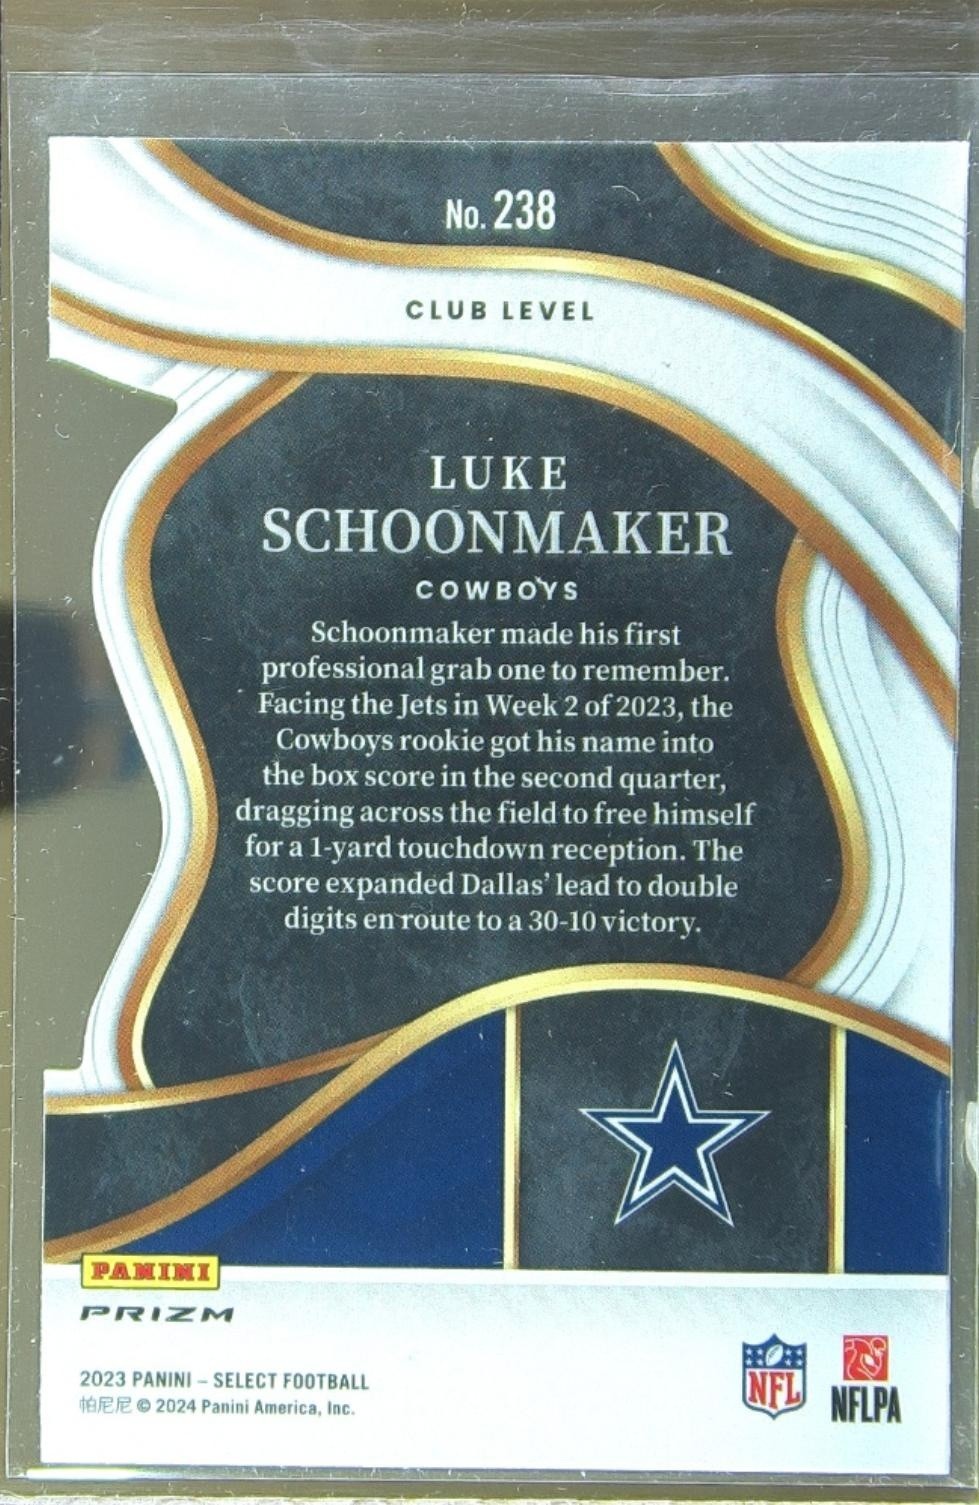 No. 238
CLUB LEVEL
LUKE
SCHOONMAKER
COWBOYS
Schoonmaker made his first
professional grab one to remember.
Facing the Jets in Week 2 of 2023, the
Cowboys rookie got his name into
the box score in the second quarter,
dragging across the field to free himself
for a 1-yard touchdown reception. The
score expanded Dallas’ lead to double
digits en route to a 30-10 victory.
PANINI
PRIZM
2023 PANINI – SELECT FOOTBALL
帕尼尼 © 2024 Panini America, Inc.
NFL
NFLPA